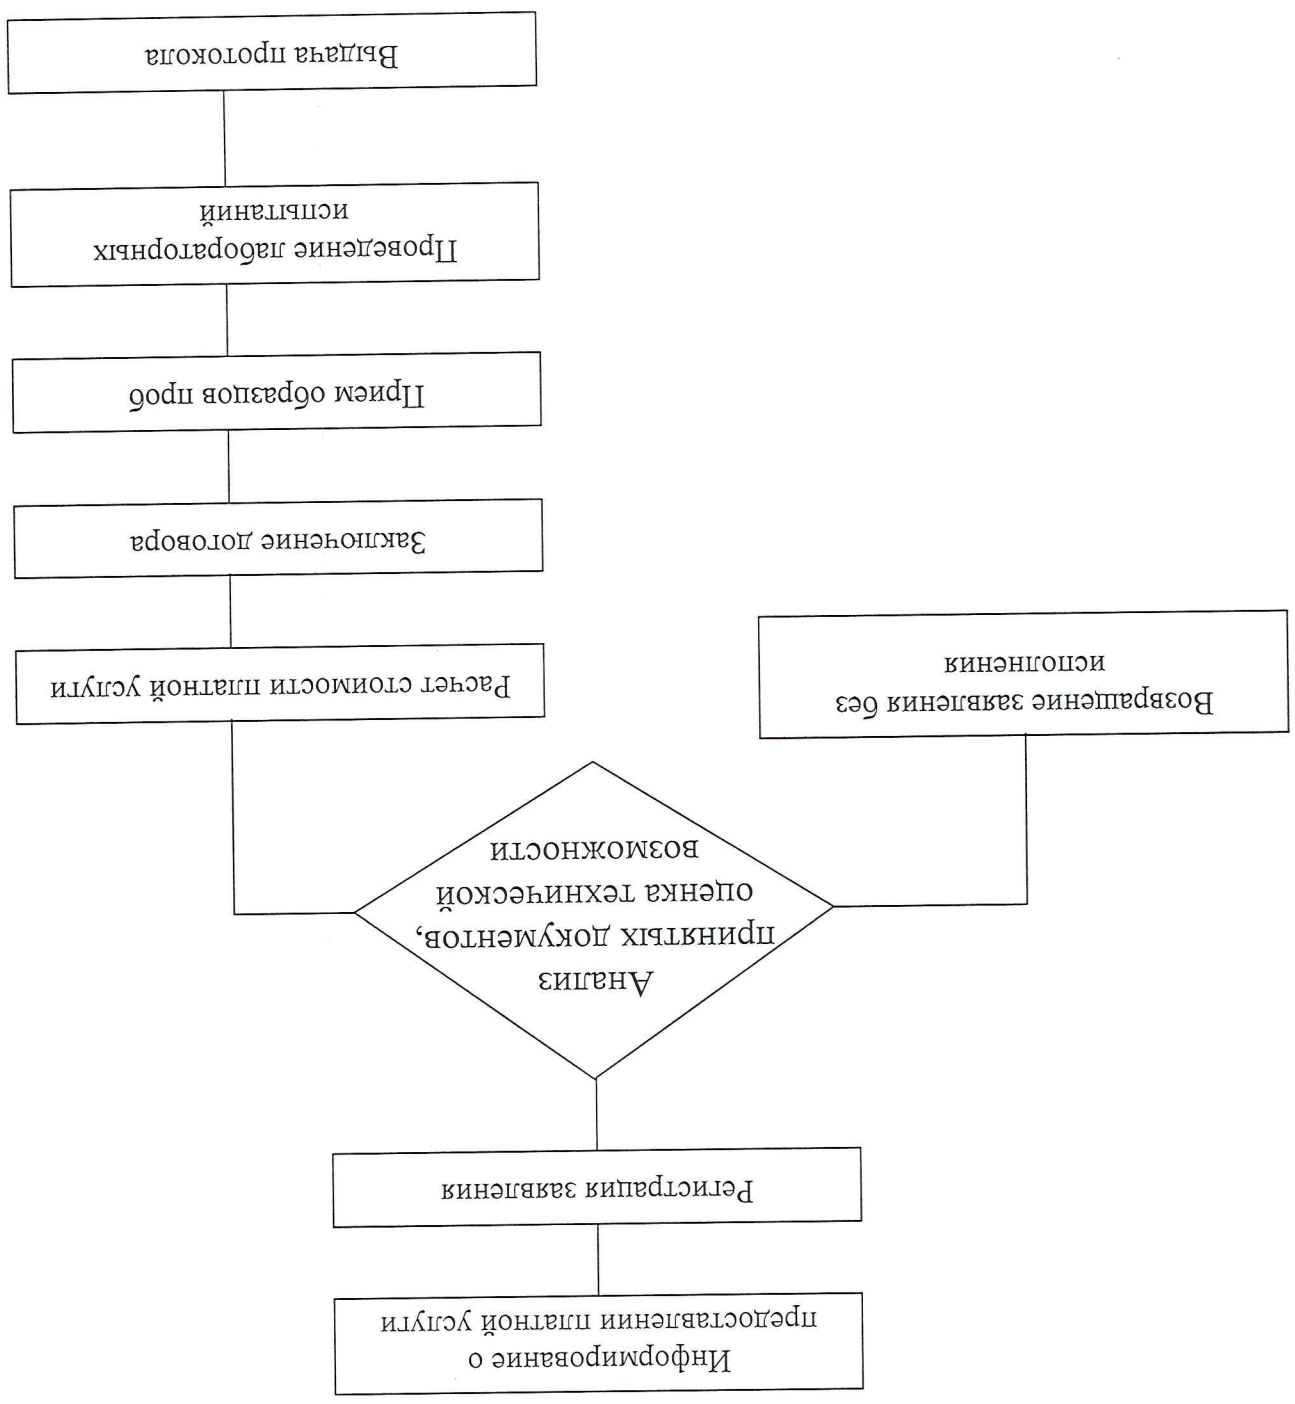 Информирование о
предоставлении платной услуги
Регистрация заявления
Анализ
принятых документов,
оценка технической
возможности
Возвращение заявления без
исполнения
Расчет стоимости платной услуги
Заключение договора
Прием образцов проб
Проведение лабораторных
испытаний
Выдача протокола